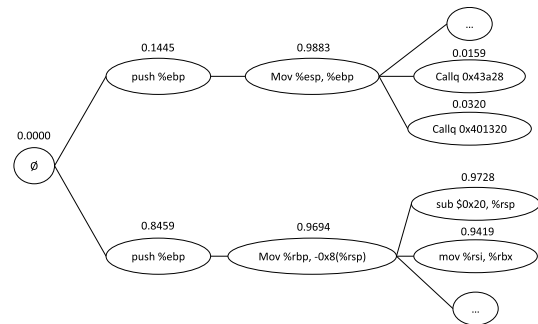 ...
0.1445
0.9883
0.0159
push %ebp
Mov %esp, %ebp
Callq 0x43a28
0.0320
Callq 0x401320
0.0000
Ø
0.9728
sub $0x20, %rsp
0.8459
0.9694
0.9419
push %ebp
Mov %rbp, -0x8(%rsp)
mov %rsi, %rbx
...